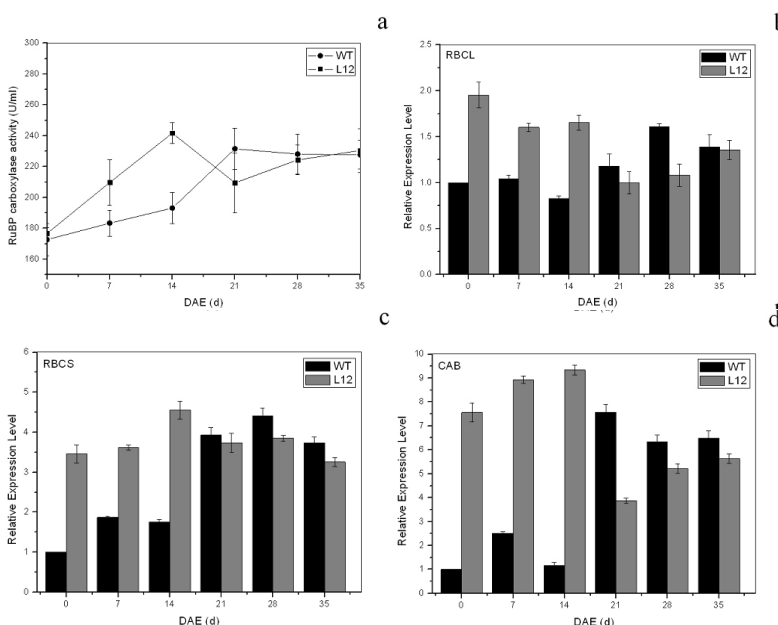 a
300
280
260
240
220
200
180
160
RuBP carboxylase activity (U/ml)
WT
L12
0 7 14 21 28 35
DAE (d)
b
RBCL
2.5
2.0
1.5
1.0
0.5
0.0
Relative Expression Level
WT
L12
0 7 14 21 28 35
DAE (d)
c
RBCS
6
5
4
3
2
1
0
Relative Expression Level
WT
L12
0 7 14 21 28 35
DAE (d)
d
CAB
10
9
8
7
6
5
4
3
2
1
0
Relative Expression Level
WT
L12
0 7 14 21 28 35
DAE (d)